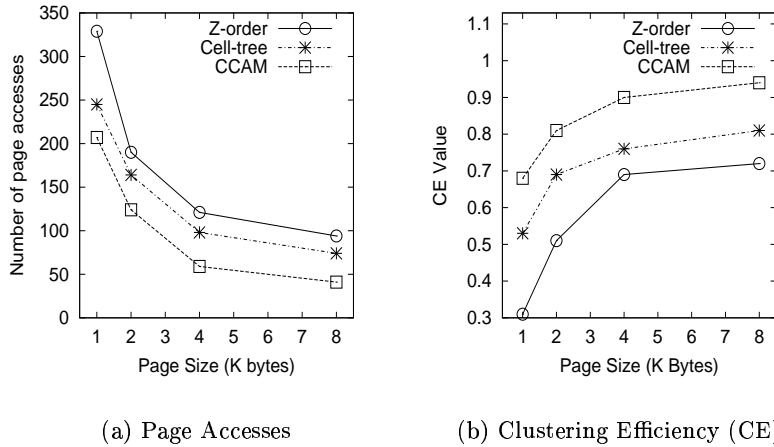 350
300
250
200
150
100
50
0
1 2 3 4 5 6 7 8
Number of page accesses
Page Size (K bytes)
Z-order
Cell-tree
CCAM
(a) Page Accesses
1.1
1
0.9
0.8
0.7
0.6
0.5
0.4
0.3
1 2 3 4 5 6 7 8
CE Value
Page Size (K Bytes)
Z-order
Cell-tree
CCAM
(b) Clustering Efficiency (CE)